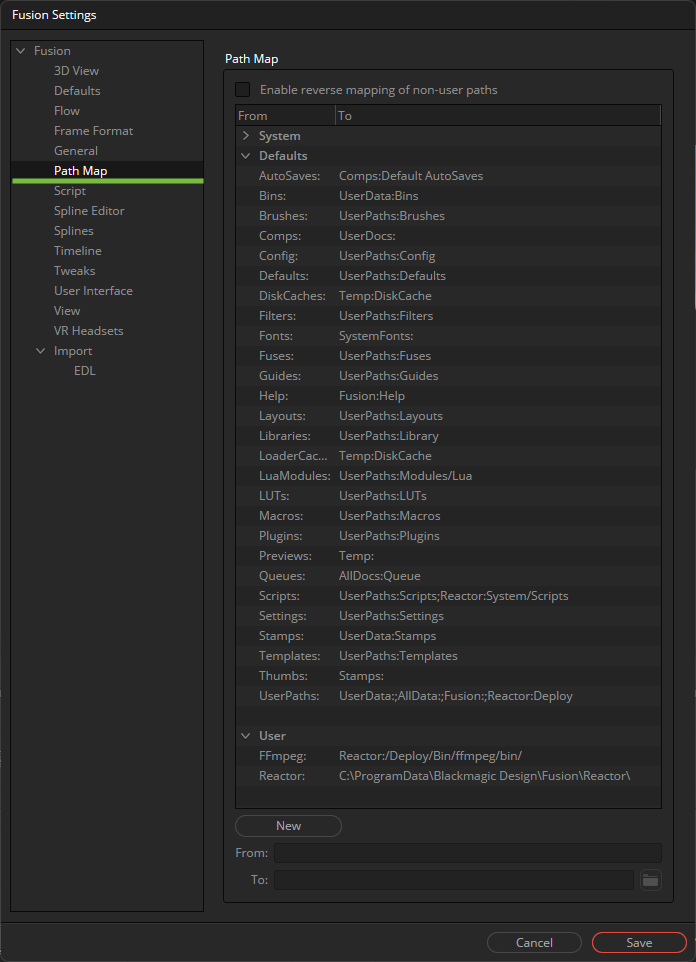 Fusion Settings
Fusion
3D View
Defaults
Flow
Frame Format
General
Path Map
Script
Spline Editor
Splines
Timeline
Tweaks
User Interface
View
VR Headsets
Import
EDL
Path Map
Enable reverse mapping of non-user paths
From To
System
Defaults
AutoSaves: Comps:Default AutoSaves
Bins: UserData:Bins
Brushes: UserPaths:Brushes
Comps: UserDocs:
Config: UserPaths:Config
Defaults: UserPaths:Defaults
DiskCaches: Temp:DiskCache
Filters: UserPaths:Filters
Fonts: SystemFonts:
Fuses: UserPaths:Fuses
Guides: UserPaths:Guides
Help: Fusion:Help
Layouts: UserPaths:Layouts
Libraries: UserPaths:Library
LoaderCac... Temp:DiskCache
LuaModules: UserPaths:Modules/Lua
LUTs: UserPaths:LUTs
Macros: UserPaths:Macros
Plugins: UserPaths:Plugins
Previews: Temp:
Queues: AllDocs:Queue
Scripts: UserPaths:Scripts;Reactor:System/Scripts
Settings: UserPaths:Settings
Stamps: UserData:Stamps
Templates: UserPaths:Templates
Thumbs: Stamps:
UserPaths: UserData:;AllData:;Fusion:;Reactor:Deploy
User
FFmpeg: Reactor:/Deploy/Bin/ffmpeg/bin/
Reactor: C:\ProgramData\Blackmagic Design\Fusion\Reactor\
New
From:
To:
Cancel Save